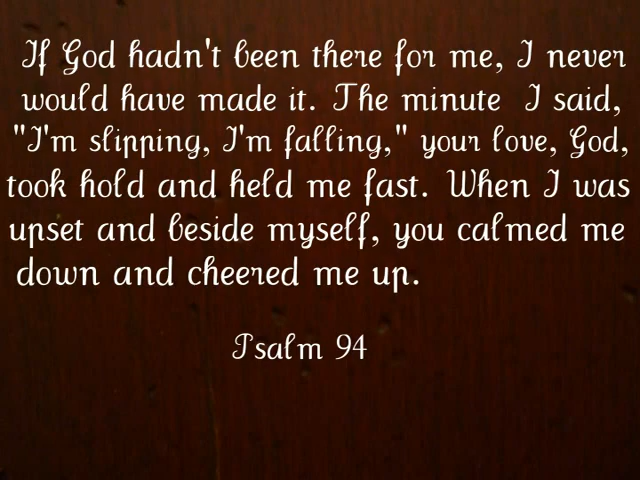 If God hadn't been there for me, I never
would have made it. The minute I said,
"I'm slipping, I'm falling," your love, God,
took hold and held me fast. When I was
upset and beside myself, you calmed me
down and cheered me up.
Psalm 94